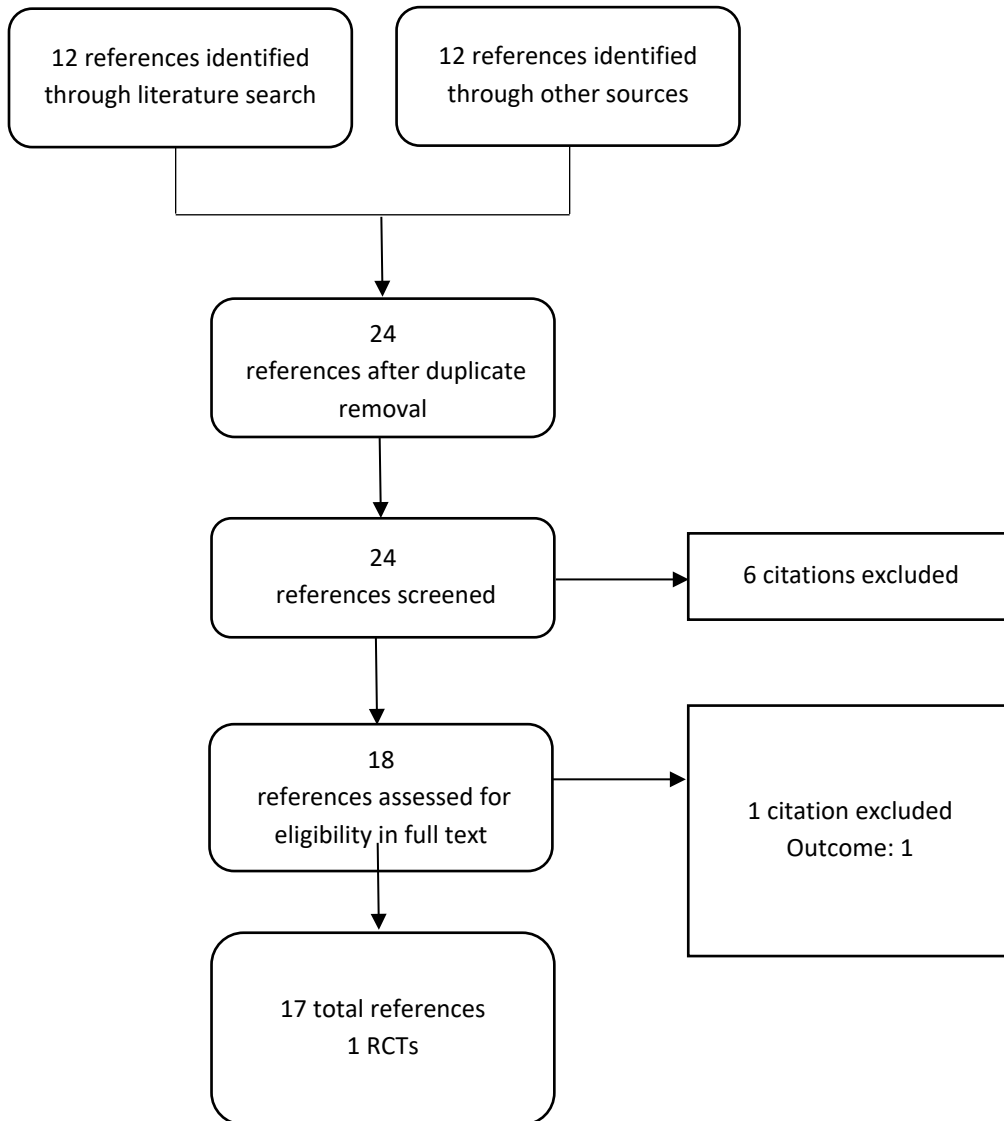 12 references identified
through literature search
12 references identified
through other sources
24
references after duplicate
removal
24
references screened
6 citations excluded
18
references assessed for
eligibility in full text
1 citation excluded
Outcome: 1
17 total references
1 RCTs